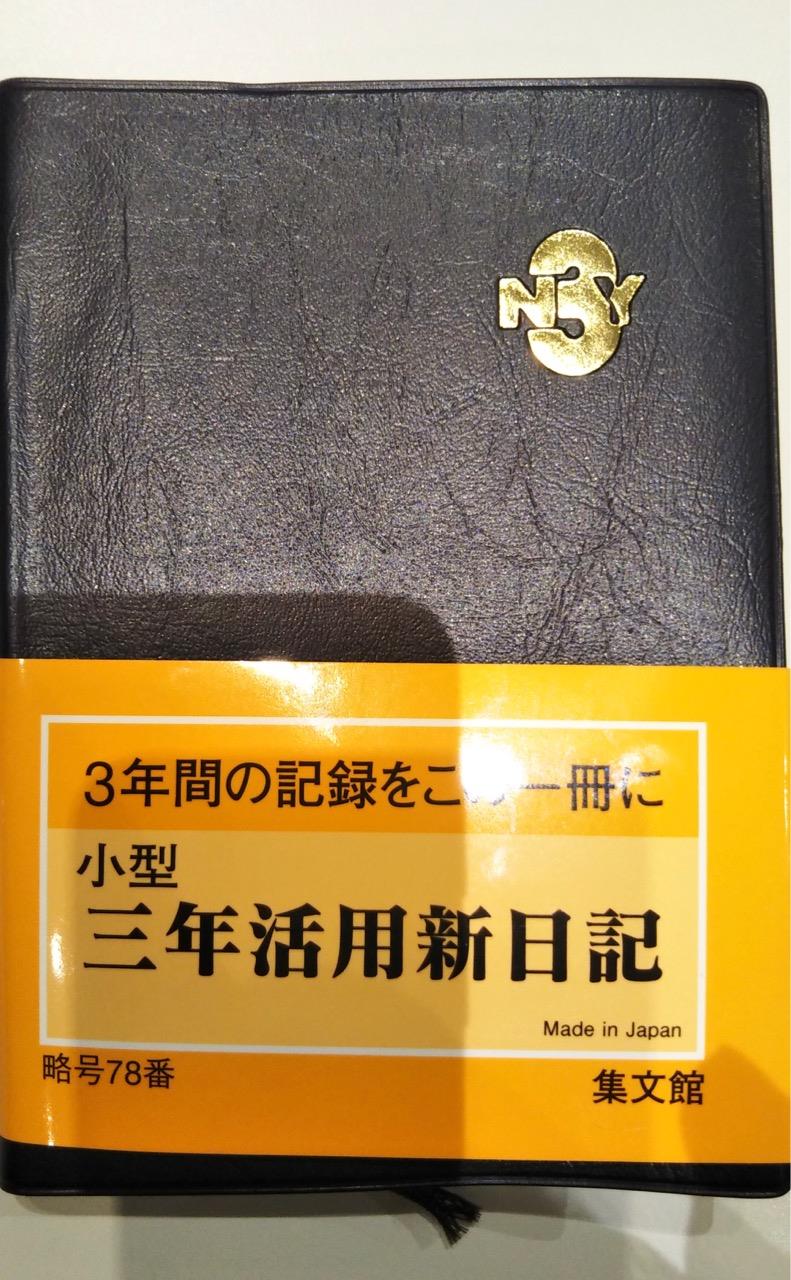 N3Y
3年間の記録をこの一冊に
小型
三年活用新日記
Made in Japan
略号78番
集文館